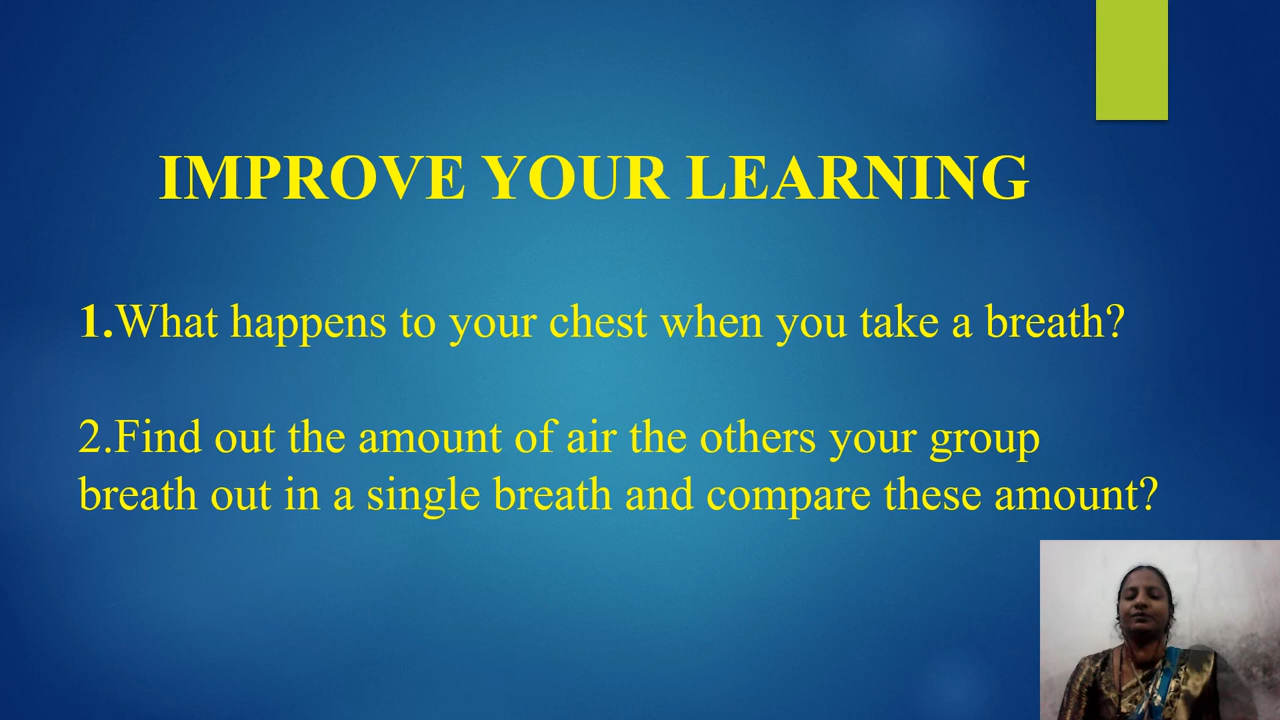 IMPROVE YOUR LEARNING
1.What happens to your chest when you take a breath?
2.Find out the amount of air the others your group
breath out in a single breath and compare these amount?